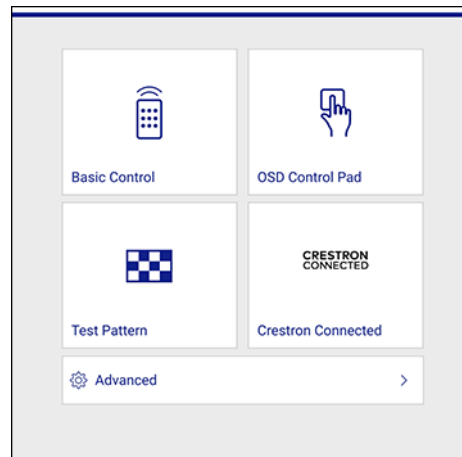 Basic Control
OSD Control Pad
CRESTRON
CONNECTED
Test Pattern
Crestron Connected
Advanced